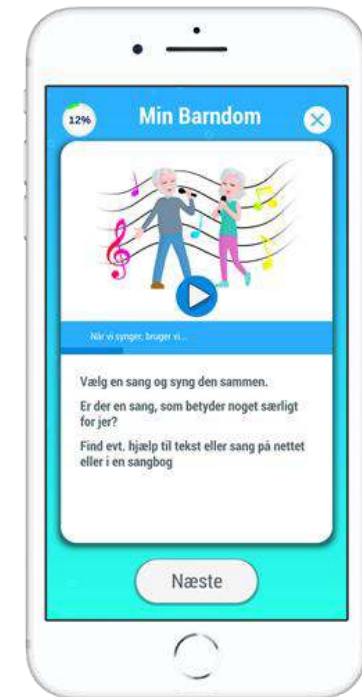 12%
Min Barndom
Når vi synger, bruger vi...
Vælg en sang og syng den sammen.
Er der en sang, som betyder noget særligt
for jer?
Find evt. hjælp til tekst eller sang på nettet
eller i en sangbog
Næste